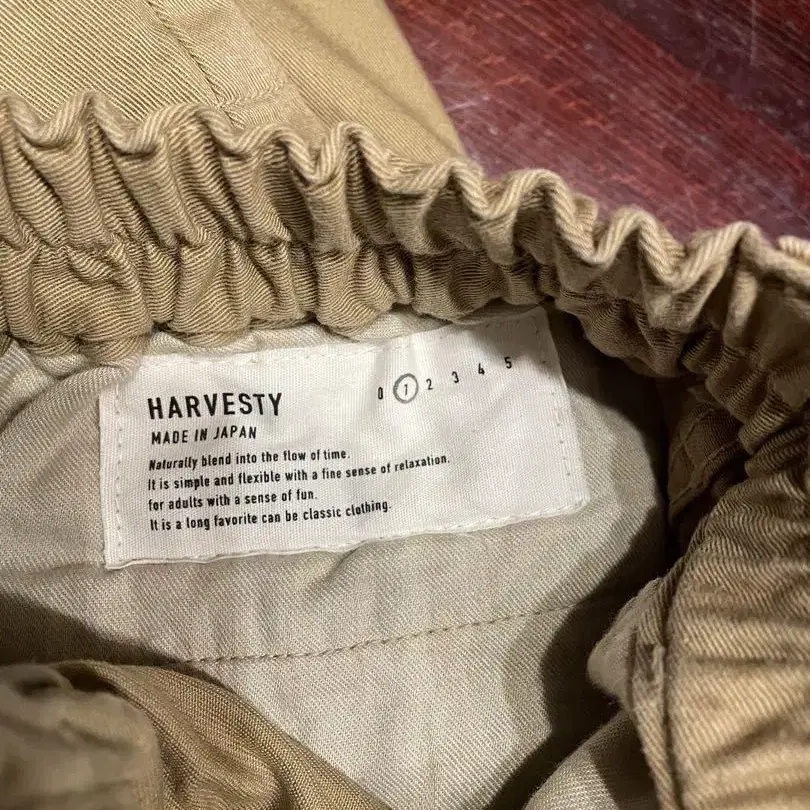 HARVESTY
0 1 2 3 4 5
MADE IN JAPAN
Naturally blend into the flow of time.
It is simple and flexible with a fine sense of relaxation.
for adults with a sense of fun.
It is a long favorite can be classic clothing.